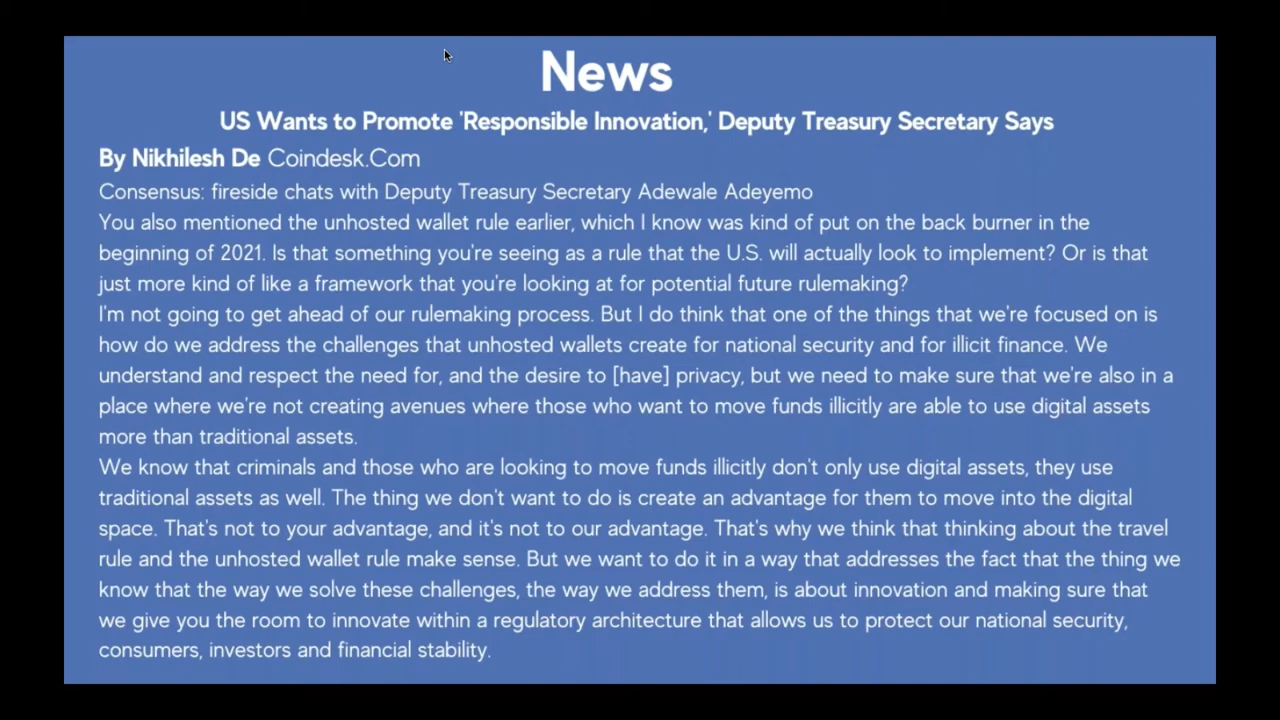 News
US Wants to Promote 'Responsible Innovation,' Deputy Treasury Secretary Says
By Nikhilesh De Coindesk.Com
Consensus: fireside chats with Deputy Treasury Secretary Adewale Adeyemo
You also mentioned the unhosted wallet rule earlier, which I know was kind of put on the back burner in the
beginning of 2021. Is that something you're seeing as a rule that the U.S. will actually look to implement? Or is that
just more kind of like a framework that you're looking at for potential future rulemaking?
I'm not going to get ahead of our rulemaking process. But I do think that one of the things that we're focused on is
how do we address the challenges that unhosted wallets create for national security and for illicit finance. We
understand and respect the need for, and the desire to [have] privacy, but we need to make sure that we're also in a
place where we're not creating avenues where those who want to move funds illicitly are able to use digital assets
more than traditional assets.
We know that criminals and those who are looking to move funds illicitly don't only use digital assets, they use
traditional assets as well. The thing we don't want to do is create an advantage for them to move into the digital
space. That's not to your advantage, and it's not to our advantage. That's why we think that thinking about the travel
rule and the unhosted wallet rule make sense. But we want to do it in a way that addresses the fact that the thing we
know that the way we solve these challenges, the way we address them, is about innovation and making sure that
we give you the room to innovate within a regulatory architecture that allows us to protect our national security,
consumers, investors and financial stability.